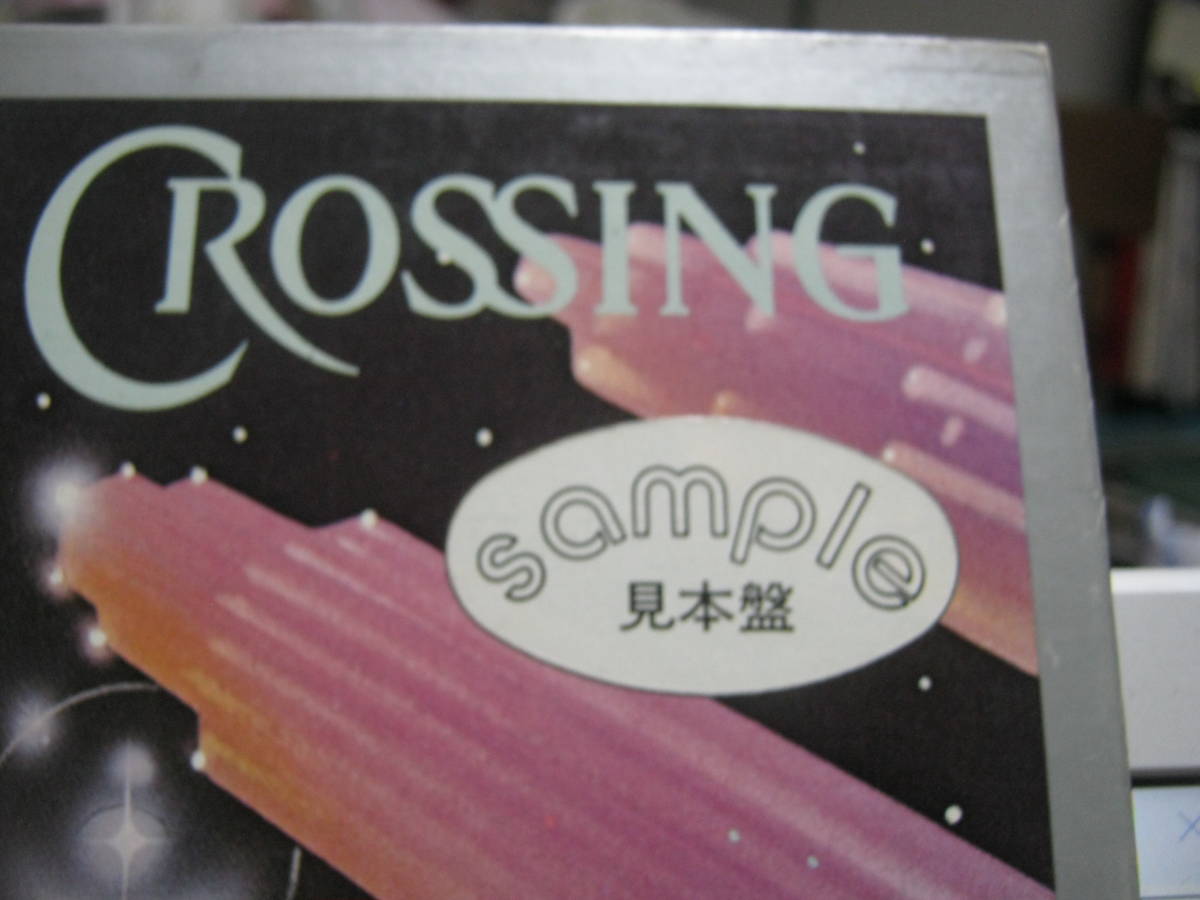 CROSSING
sample
見本盤